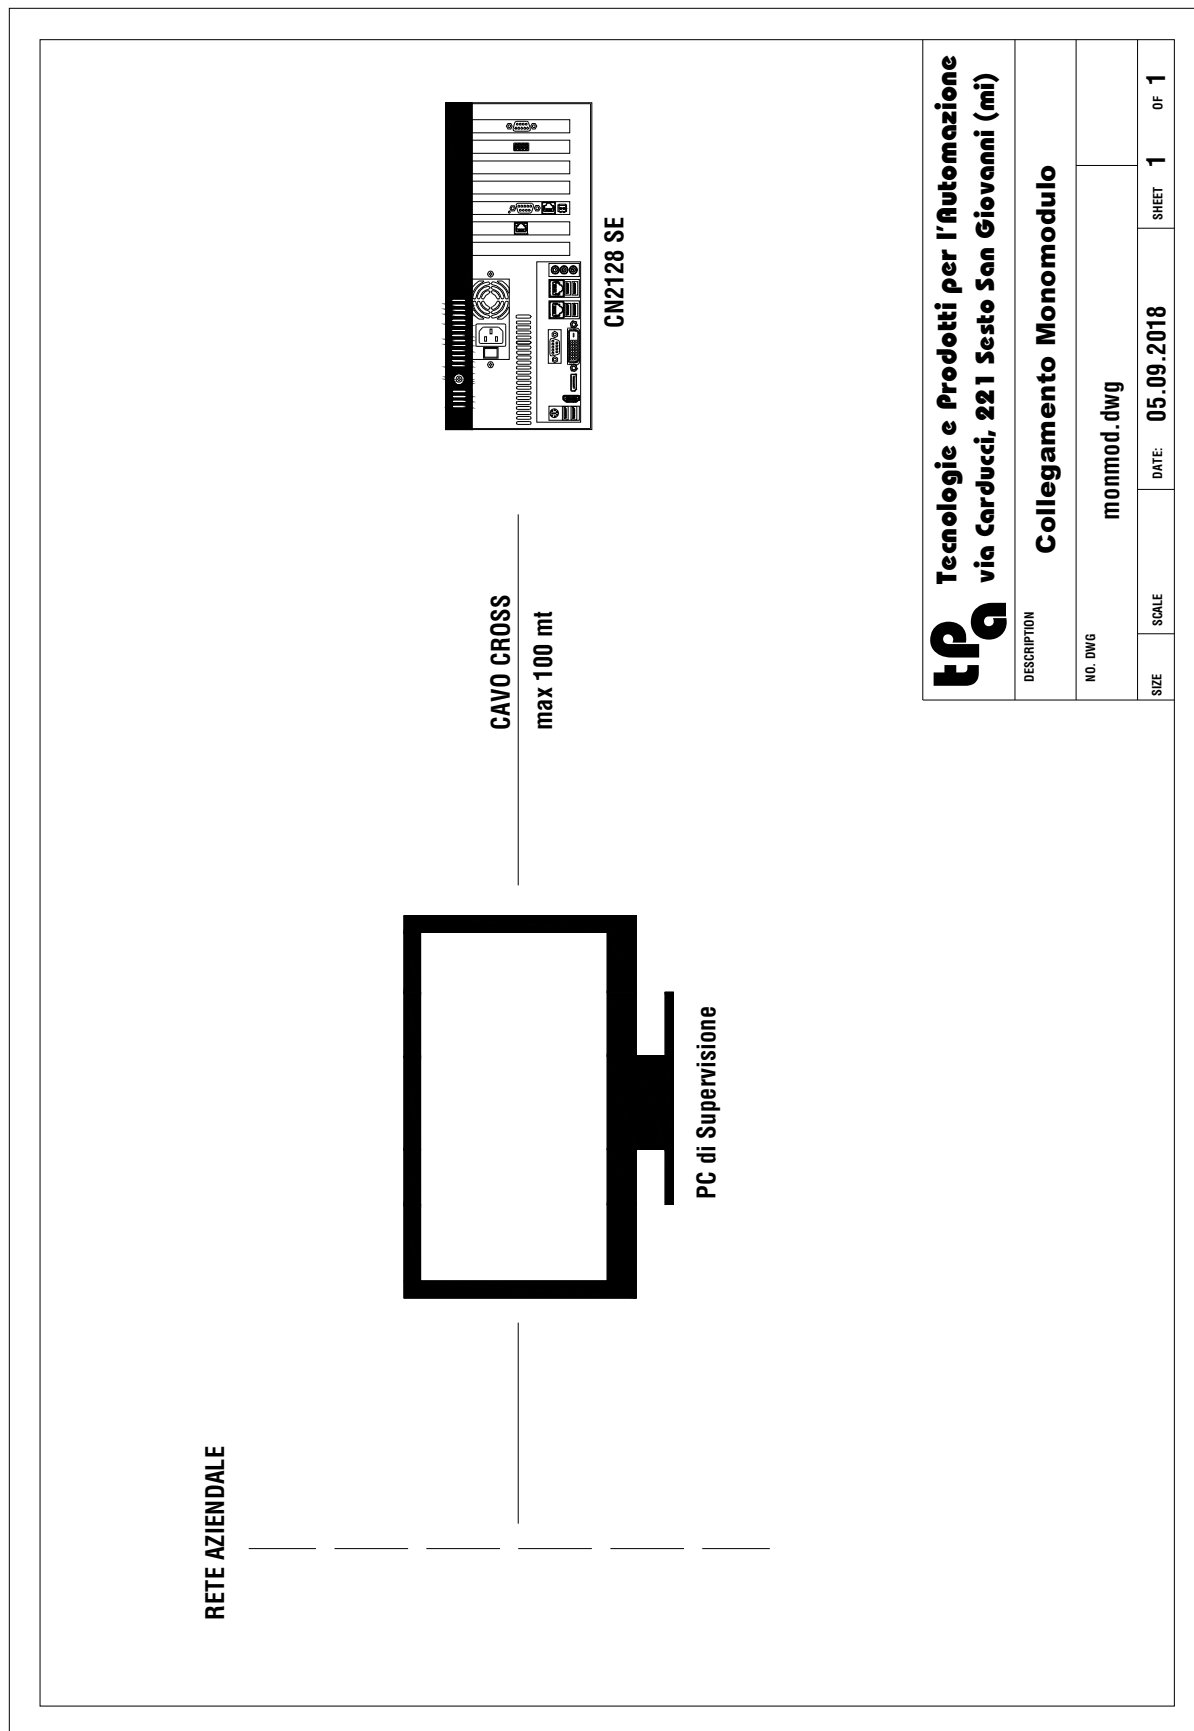 RETE AZIENDALE
PC di Supervisione
CAVO CROSS
max 100 mt
CN2128 SE
tpa
Tecnologie e Prodotti per l'Automazione
via Carducci, 221 Sesto San Giovanni (mi)
DESCRIPTION
Collegamento Monomodulo
NO. DWG
monmod.dwg
SIZE SCALE DATE: 05.09.2018 SHEET 1 OF 1